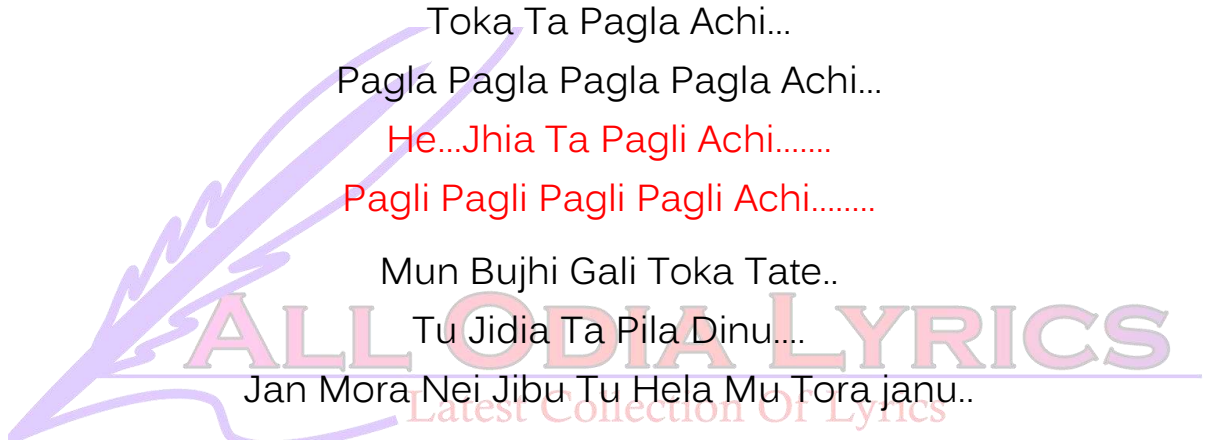 Toka Ta Pagla Achi...
Pagla Pagla Pagla Pagla Achi...
He...Jhia Ta Pagli Achi.......
Pagli Pagli Pagli Pagli Achi........
Mun Bujhi Gali Toka Tate..
ALL ODIA LYRICS
Tu Jidia Ta Pila Dinu....
Jan Mora Nei Jibu Tu Hela Mu Tora janu..
Latest Collection Of Lyrics